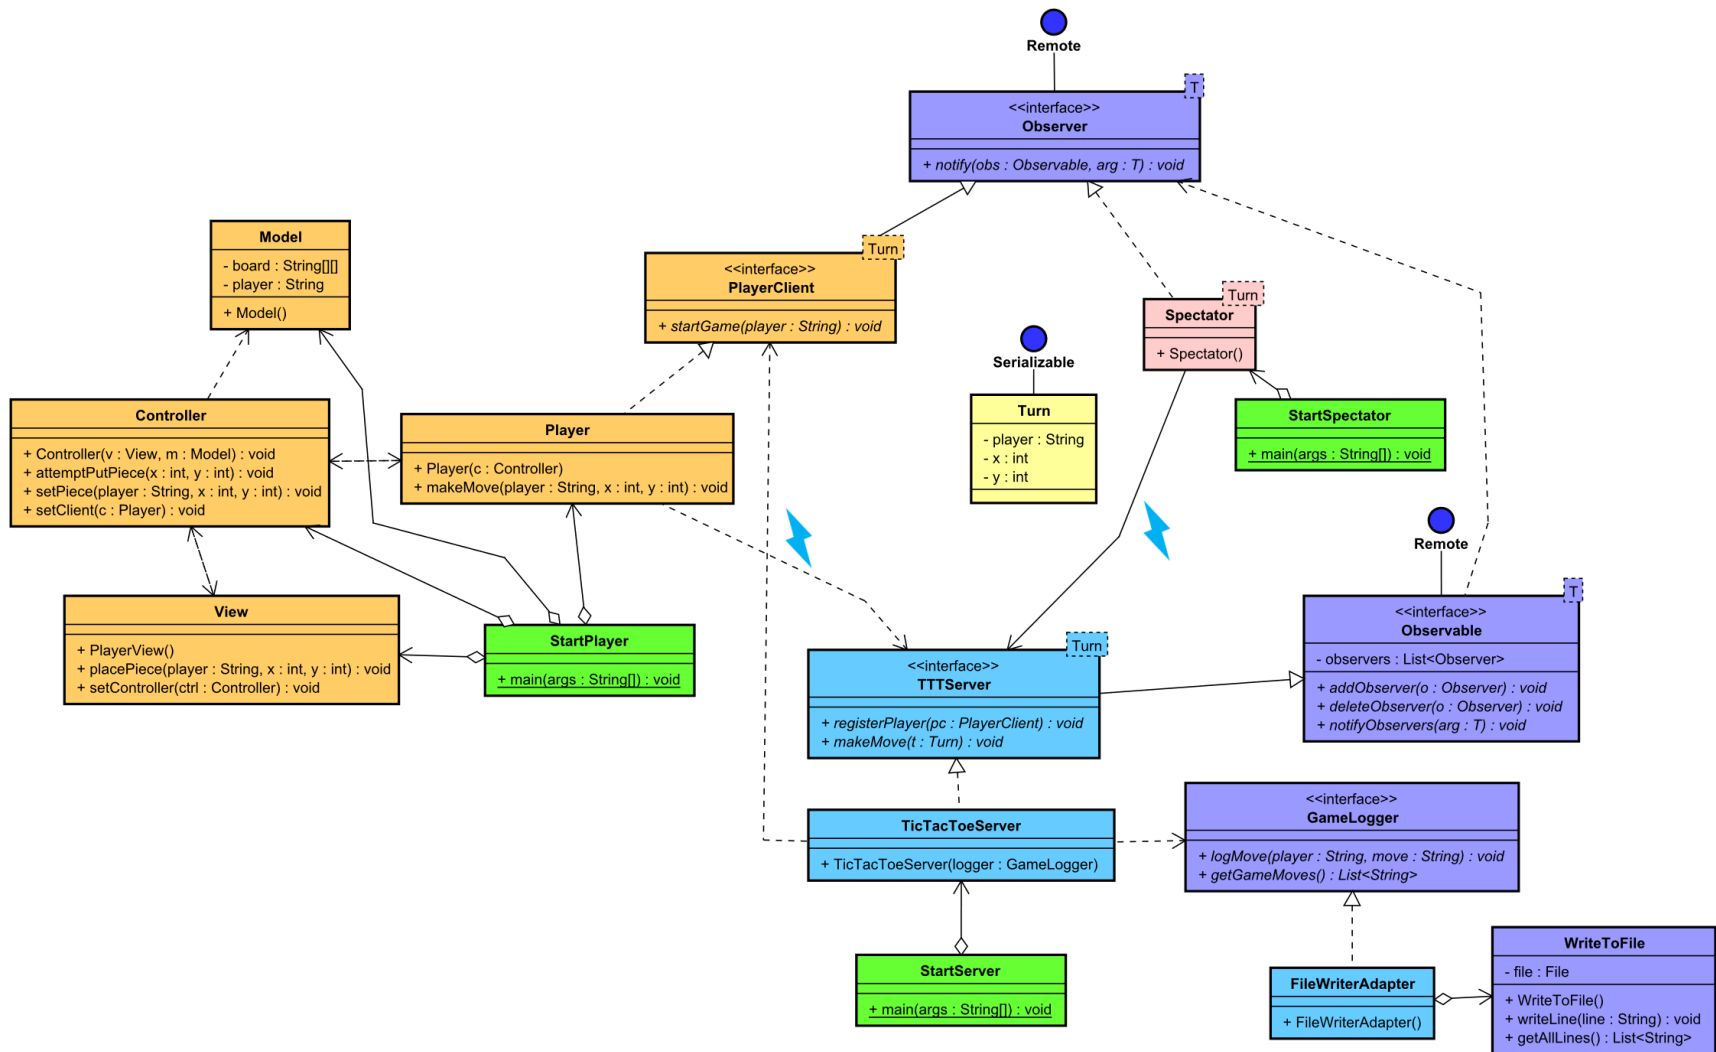 Remote
T
<<interface>>
Observer
+ notify(obs : Observable, arg : T) : void
Model
- board : String[][]
- player : String
+ Model()
Turn
<<interface>>
PlayerClient
+ startGame(player : String) : void
Turn
Spectator
+ Spectator()
Serializable
Turn
- player : String
- x : int
- y : int
StartSpectator
+ main(args : String[]) : void
Controller
+ Controller(v : View, m : Model) : void
+ attemptPutPiece(x : int, y : int) : void
+ setPiece(player : String, x : int, y : int) : void
+ setClient(c : Player) : void
Player
+ Player(c : Controller)
+ makeMove(player : String, x : int, y : int) : void
Remote
T
<<interface>>
Observable
- observers : List<Observer>
+ addObserver(o : Observer) : void
+ deleteObserver(o : Observer) : void
+ notifyObservers(arg : T) : void
View
+ PlayerView()
+ placePiece(player : String, x : int, y : int) : void
+ setController(ctrl : Controller) : void
StartPlayer
+ main(args : String[]) : void
Turn
<<interface>>
TTTServer
+ registerPlayer(pc : PlayerClient) : void
+ makeMove(t : Turn) : void
TicTacToeServer
+ TicTacToeServer(logger : GameLogger)
<<interface>>
GameLogger
+ logMove(player : String, move : String) : void
+ getGameMoves() : List<String>
StartServer
+ main(args : String[]) : void
FileWriterAdapter
+ FileWriterAdapter()
WriteToFile
- file : File
+ WriteToFile()
+ writeLine(line : String) : void
+ getAllLines() : List<String>